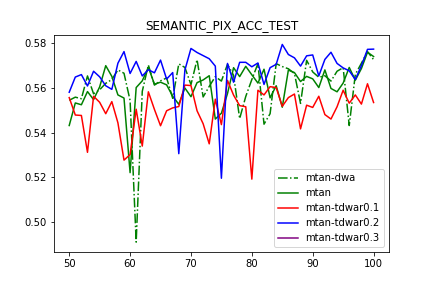 SEMANTIC_PIX_ACC_TEST
0.58
0.56
0.54
0.52
0.50
50 60 70 80 90 100
mtan-dwa
mtan
mtan-tdwar0.1
mtan-tdwar0.2
mtan-tdwar0.3